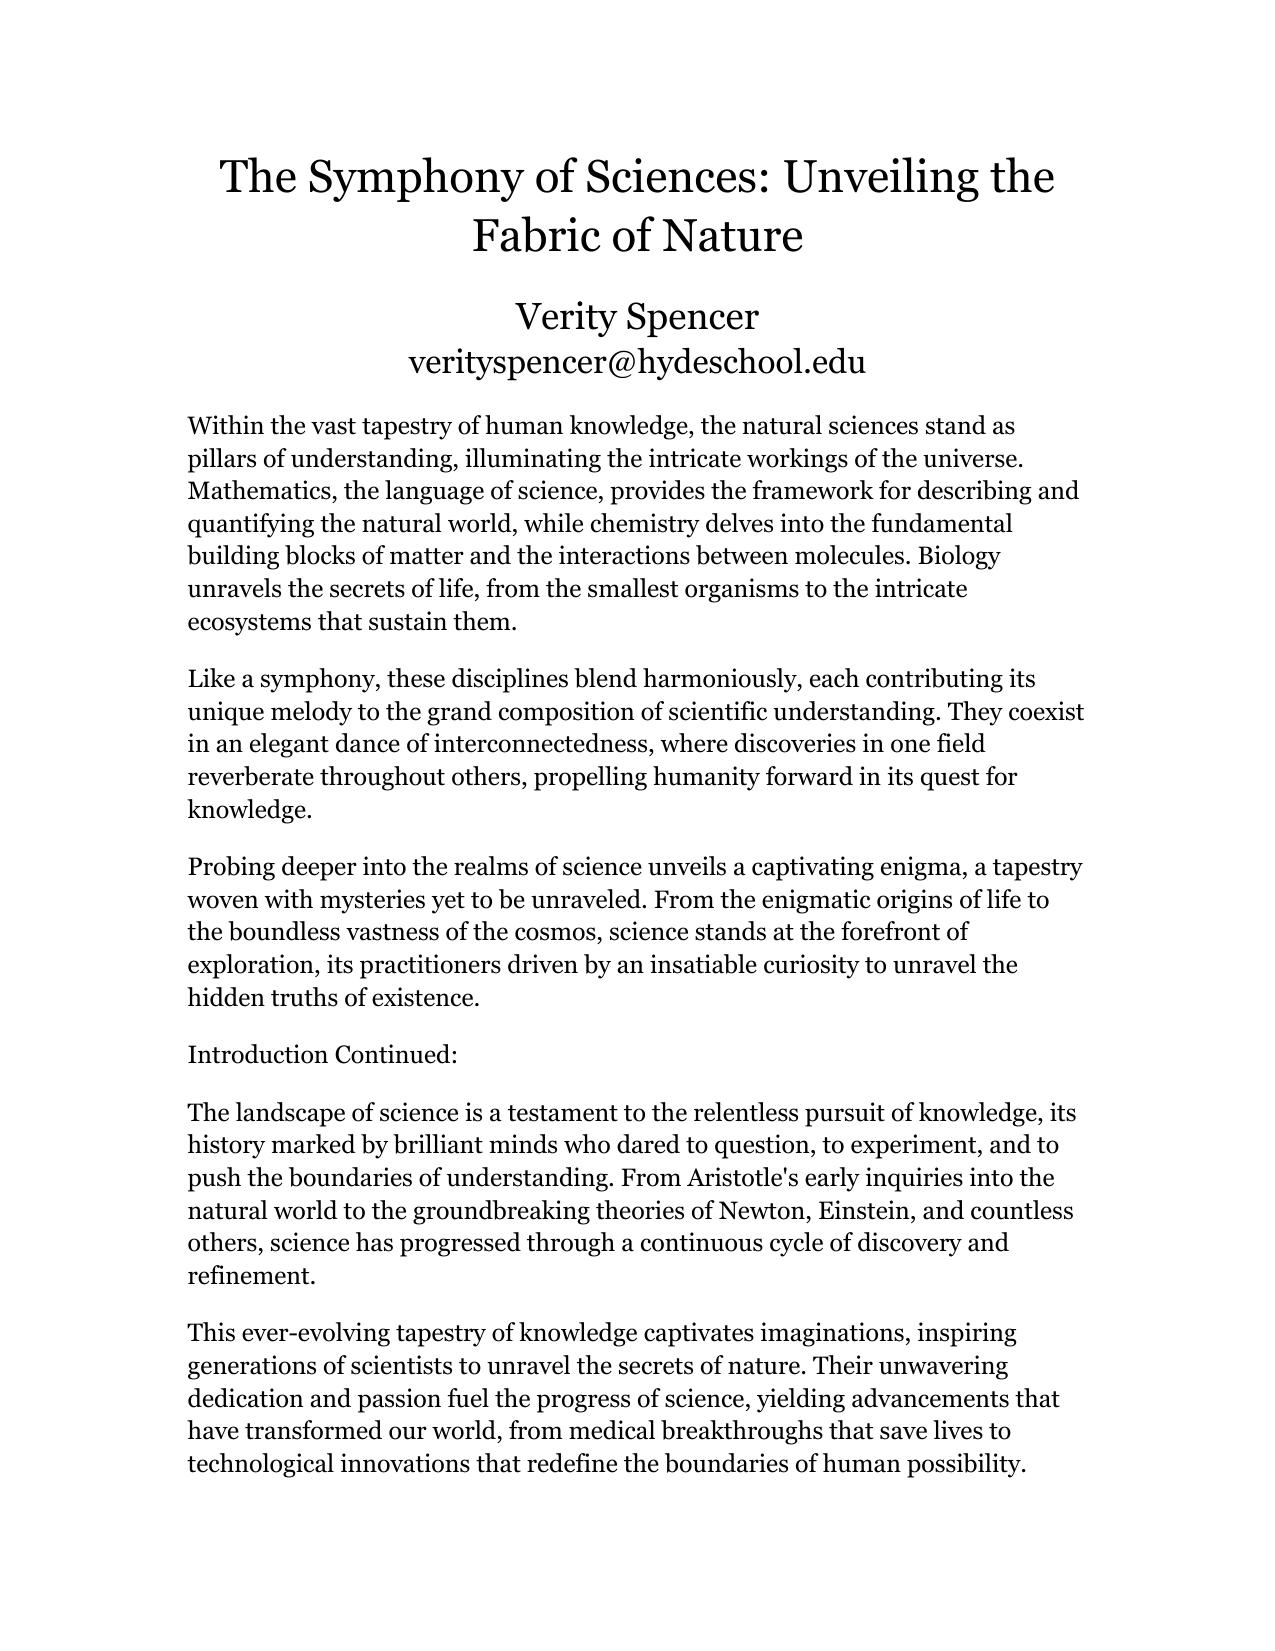 The Symphony of Sciences: Unveiling the
Fabric of Nature
Verity Spencer
verityspencer@hydeschool.edu
Within the vast tapestry of human knowledge, the natural sciences stand as
pillars of understanding, illuminating the intricate workings of the universe.
Mathematics, the language of science, provides the framework for describing and
quantifying the natural world, while chemistry delves into the fundamental
building blocks of matter and the interactions between molecules. Biology
unravels the secrets of life, from the smallest organisms to the intricate
ecosystems that sustain them.
Like a symphony, these disciplines blend harmoniously, each contributing its
unique melody to the grand composition of scientific understanding. They coexist
in an elegant dance of interconnectedness, where discoveries in one field
reverberate throughout others, propelling humanity forward in its quest for
knowledge.
Probing deeper into the realms of science unveils a captivating enigma, a tapestry
woven with mysteries yet to be unraveled. From the enigmatic origins of life to
the boundless vastness of the cosmos, science stands at the forefront of
exploration, its practitioners driven by an insatiable curiosity to unravel the
hidden truths of existence.
Introduction Continued:
The landscape of science is a testament to the relentless pursuit of knowledge, its
history marked by brilliant minds who dared to question, to experiment, and to
push the boundaries of understanding. From Aristotle's early inquiries into the
natural world to the groundbreaking theories of Newton, Einstein, and countless
others, science has progressed through a continuous cycle of discovery and
refinement.
This ever-evolving tapestry of knowledge captivates imaginations, inspiring
generations of scientists to unravel the secrets of nature. Their unwavering
dedication and passion fuel the progress of science, yielding advancements that
have transformed our world, from medical breakthroughs that save lives to
technological innovations that redefine the boundaries of human possibility.